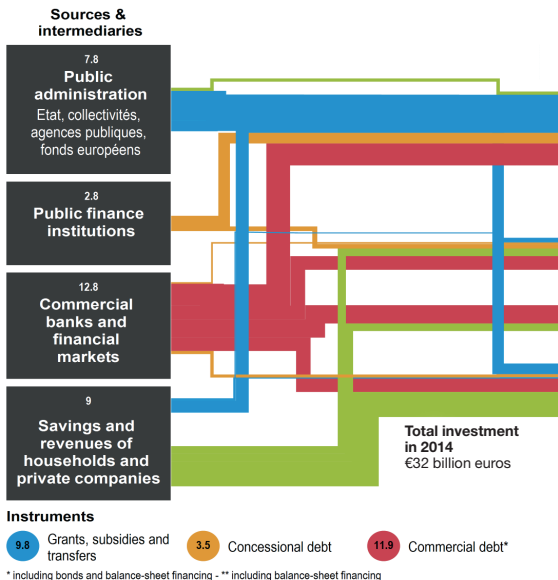 Sources &
intermediaries
7.8
Public
administration
Etat, collectivités,
agences publiques,
fonds européens
2.8
Public finance
institutions
12.8
Commercial
banks and
financial
markets
9
Savings and
revenues of
households and
private companies
Total investment
in 2014
€32 billion euros
Instruments
9.8 Grants, subsidies and
transfers
3.5 Concessional debt
11.9 Commercial debt*
* including bonds and balance-sheet financing - ** including balance-sheet financing